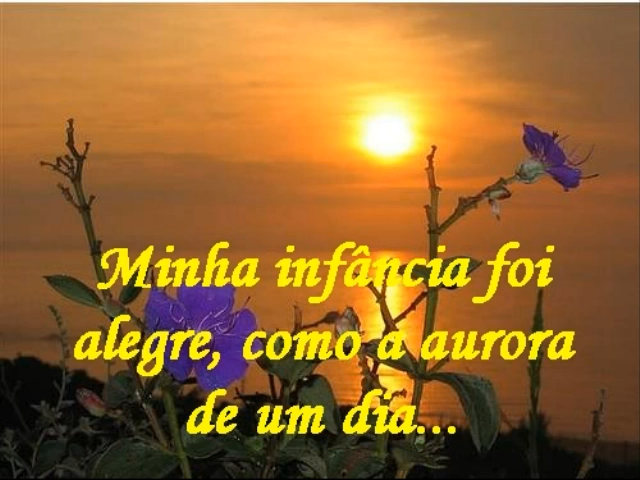 Minha infância foi
alegre, como a aurora
de um dia...